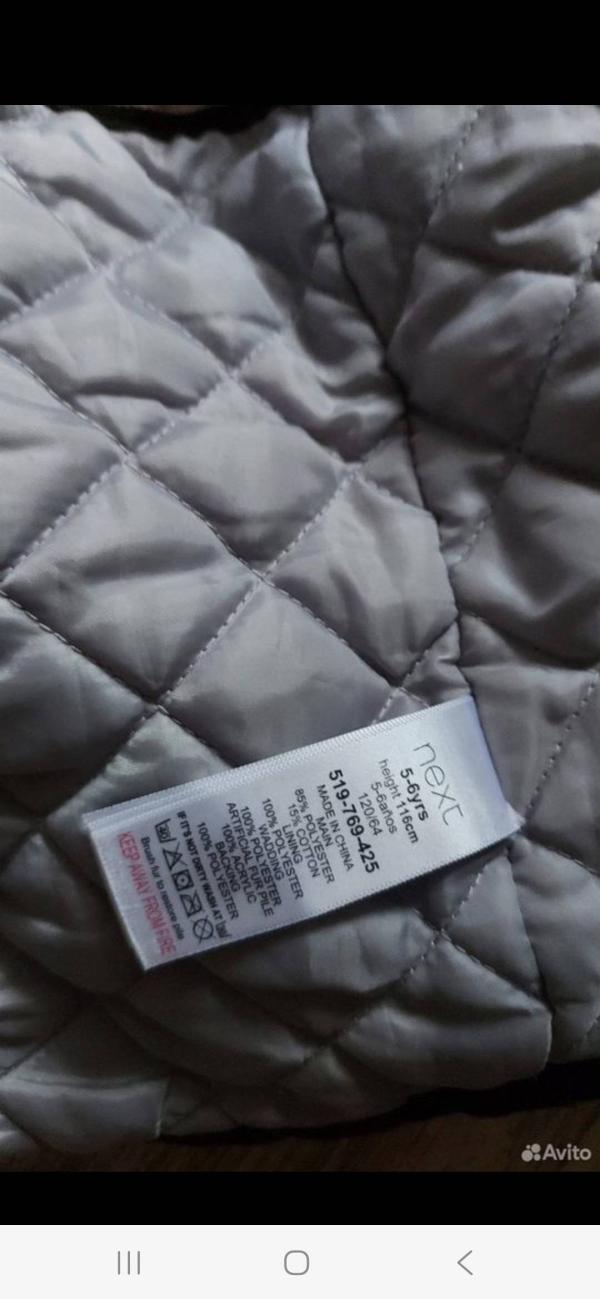 next
5-6yrs
height 116cm
5-6años
120/64
519-769-425
MADE IN CHINA
MAIN
85% POLYESTER
15% COTTON
LINING
100% POLYESTER
WADDING
100% POLYESTER
ARTIFICIAL FUR PILE
100% ACRYLIC
BACKING
100% POLYESTER
IF IT'S NOT DIRTY WASH AT
Brush fur to restore pile
KEEP AWAY FROM FIRE
Avito